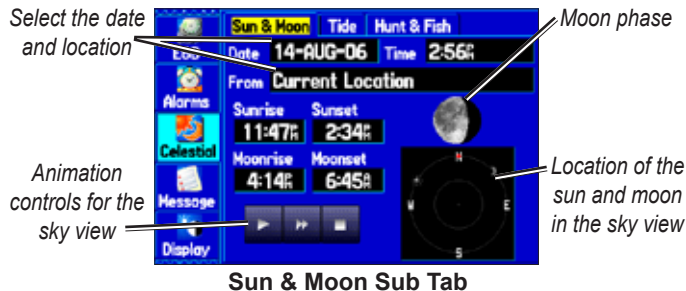 Select the date
and location
Sun & Moon Tide Hunt & Fish
Date 14-AUG-06 Time 2:56
From Current Location
Sunrise Sunset
11:47 2:34
Moonrise Moonset
4:14 6:45
E6B
Alarms
Celestial
Message
Display
N
W E
S
Moon phase
Animation
controls for the
sky view
Location of the
sun and moon
in the sky view
Sun & Moon Sub Tab